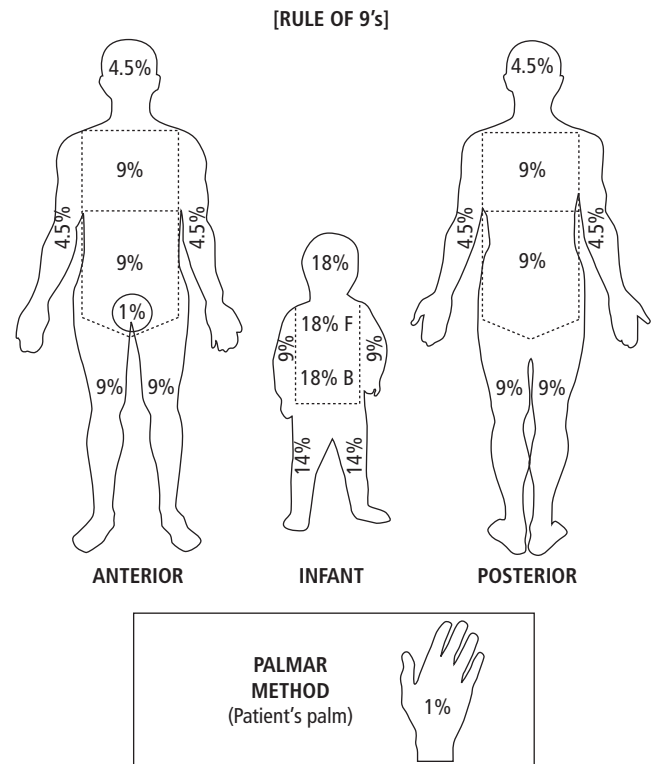 [RULE OF 9's]
4.5%
9%
4.5%
4.5%
9%
1%
9%
9%
ANTERIOR
18%
18% F
9%
9%
18% B
14%
14%
INFANT
4.5%
9%
4.5%
4.5%
9%
9%
9%
POSTERIOR
PALMAR
METHOD
(Patient's palm)
1%